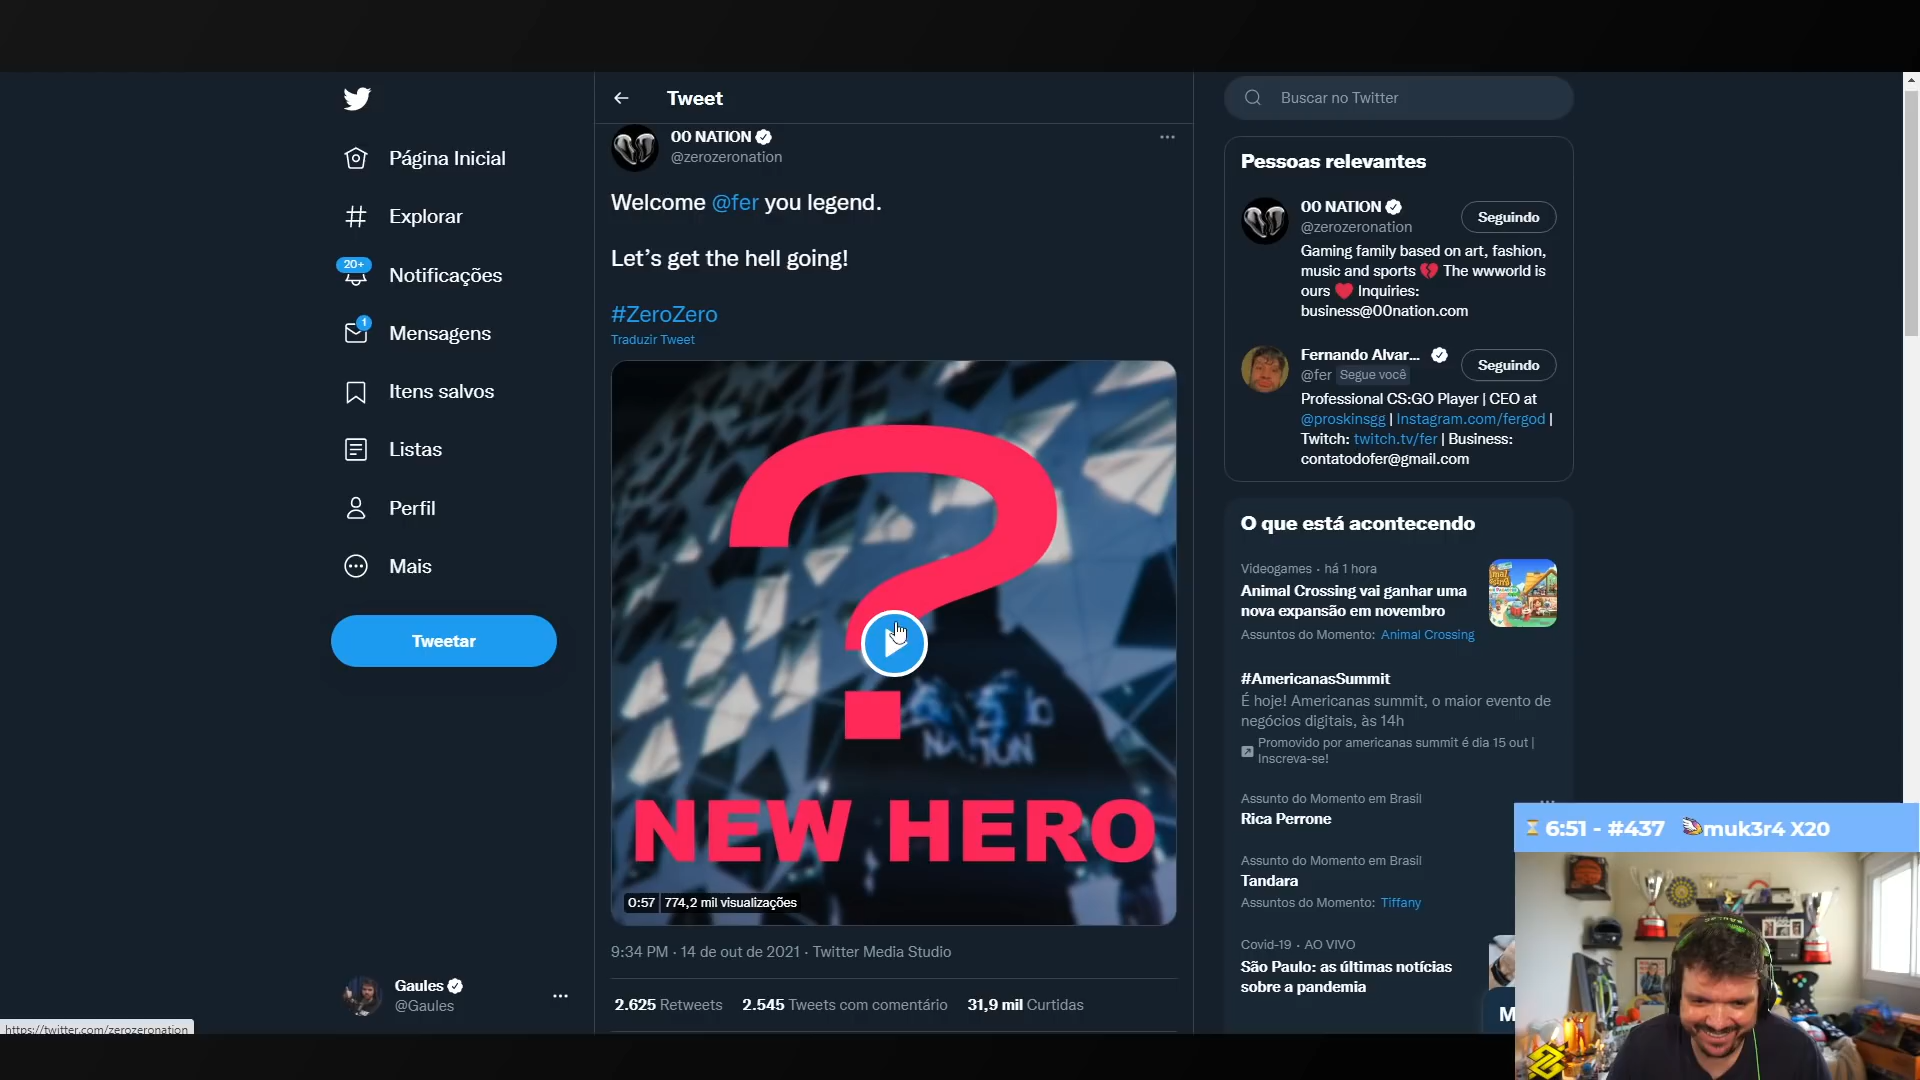 Página Inicial
Explorar
20+
Notificações
1
Mensagens
Itens salvos
Listas
Perfil
Mais
Tweetar
Gaules
@Gaules
https://twitter.com/zerozeronation
Tweet
00 NATION
@zerozeronation
Welcome @fer you legend.
Let’s get the hell going!
#ZeroZero
Traduzir Tweet
NATION
NEW HERO
0:57 774,2 mil visualizações
9:34 PM · 14 de out de 2021 · Twitter Media Studio
2.625 Retweets 2.545 Tweets com comentário 31,9 mil Curtidas
Buscar no Twitter
Pessoas relevantes
00 NATION
@zerozeronation
Seguindo
Gaming family based on art, fashion,
music and sports 💔 The wwworld is
ours ❤️ Inquiries:
business@00nation.com
Fernando Alvar...
@fer Segue você
Seguindo
Professional CS:GO Player | CEO at
@proskinsgg | Instagram.com/fergod |
Twitch: twitch.tv/fer | Business:
contatodofer@gmail.com
O que está acontecendo
Videogames · há 1 hora
Animal Crossing vai ganhar uma
nova expansão em novembro
Assuntos do Momento: Animal Crossing
#AmericanasSummit
É hoje! Americanas summit, o maior evento de
negócios digitais, às 14h
Promovido por americanas summit é dia 15 out |
Inscreva-se!
Assunto do Momento em Brasil
Rica Perrone
Assunto do Momento em Brasil
Tandara
Assuntos do Momento: Tiffany
Covid-19 · AO VIVO
São Paulo: as últimas notícias
sobre a pandemia
M
6:51 - #437 muk3r4 X20